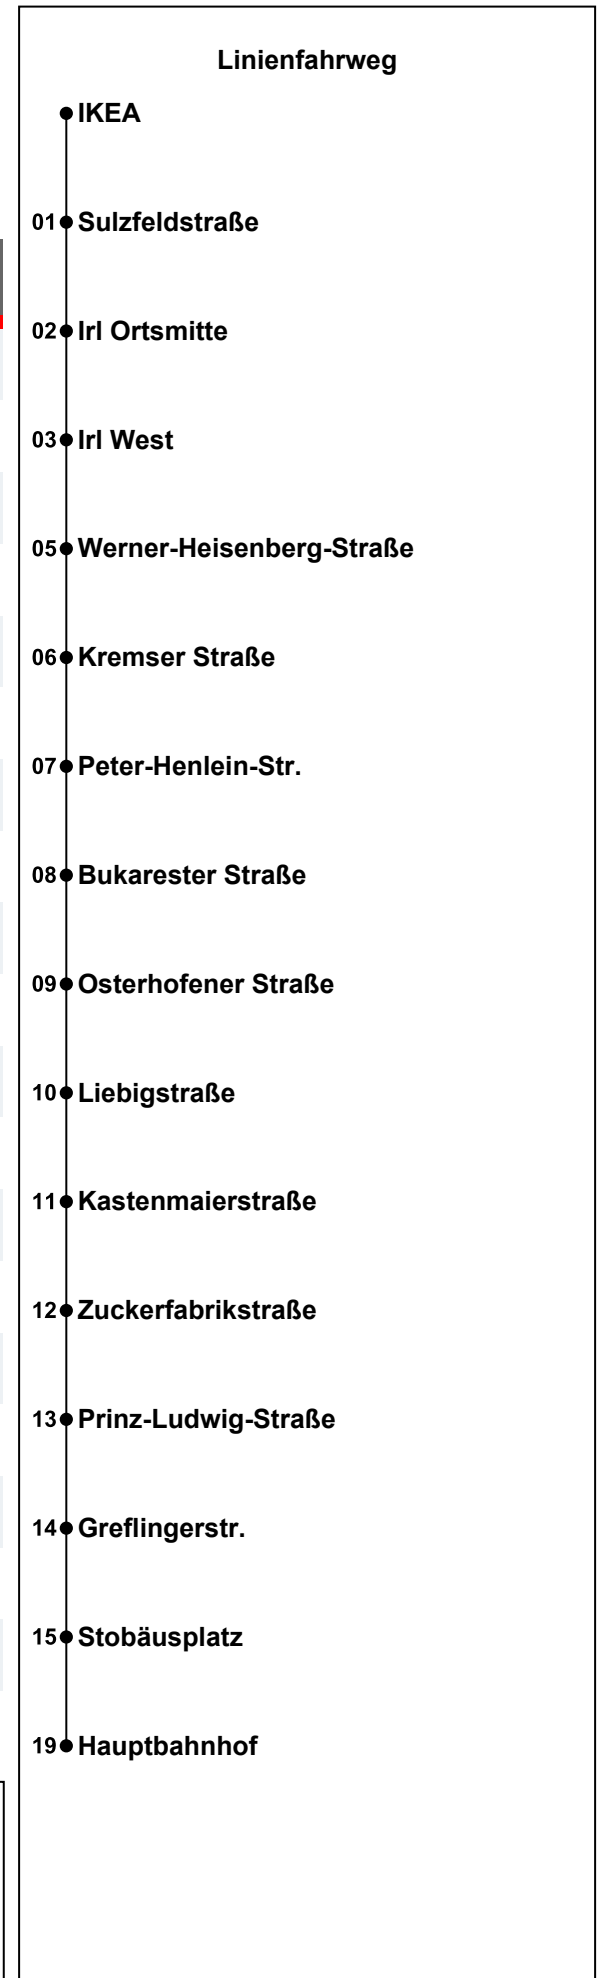 Linienfahrweg
IKEA
01 Sulzfeldstraße
02 Irl Ortsmitte
03 Irl West
05 Werner-Heisenberg-Straße
06 Kremser Straße
07 Peter-Henlein-Str.
08 Bukarester Straße
09 Osterhofener Straße
10 Liebigstraße
11 Kastenmaierstraße
12 Zuckerfabrikstraße
13 Prinz-Ludwig-Straße
14 Greflingerstr.
15 Stobäusplatz
19 Hauptbahnhof